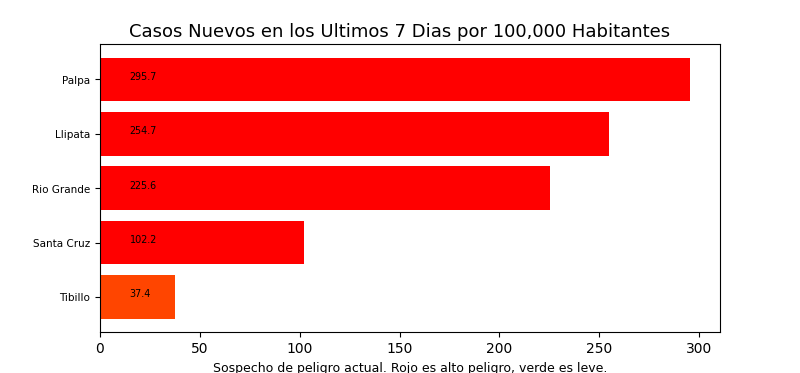 Casos Nuevos en los Ultimos 7 Dias por 100,000 Habitantes
Palpa 295.7
Llipata 254.7
Rio Grande 225.6
Santa Cruz 102.2
Tibillo 37.4
0 50 100 150 200 250 300
Sospecho de peligro actual. Rojo es alto peligro, verde es leve.